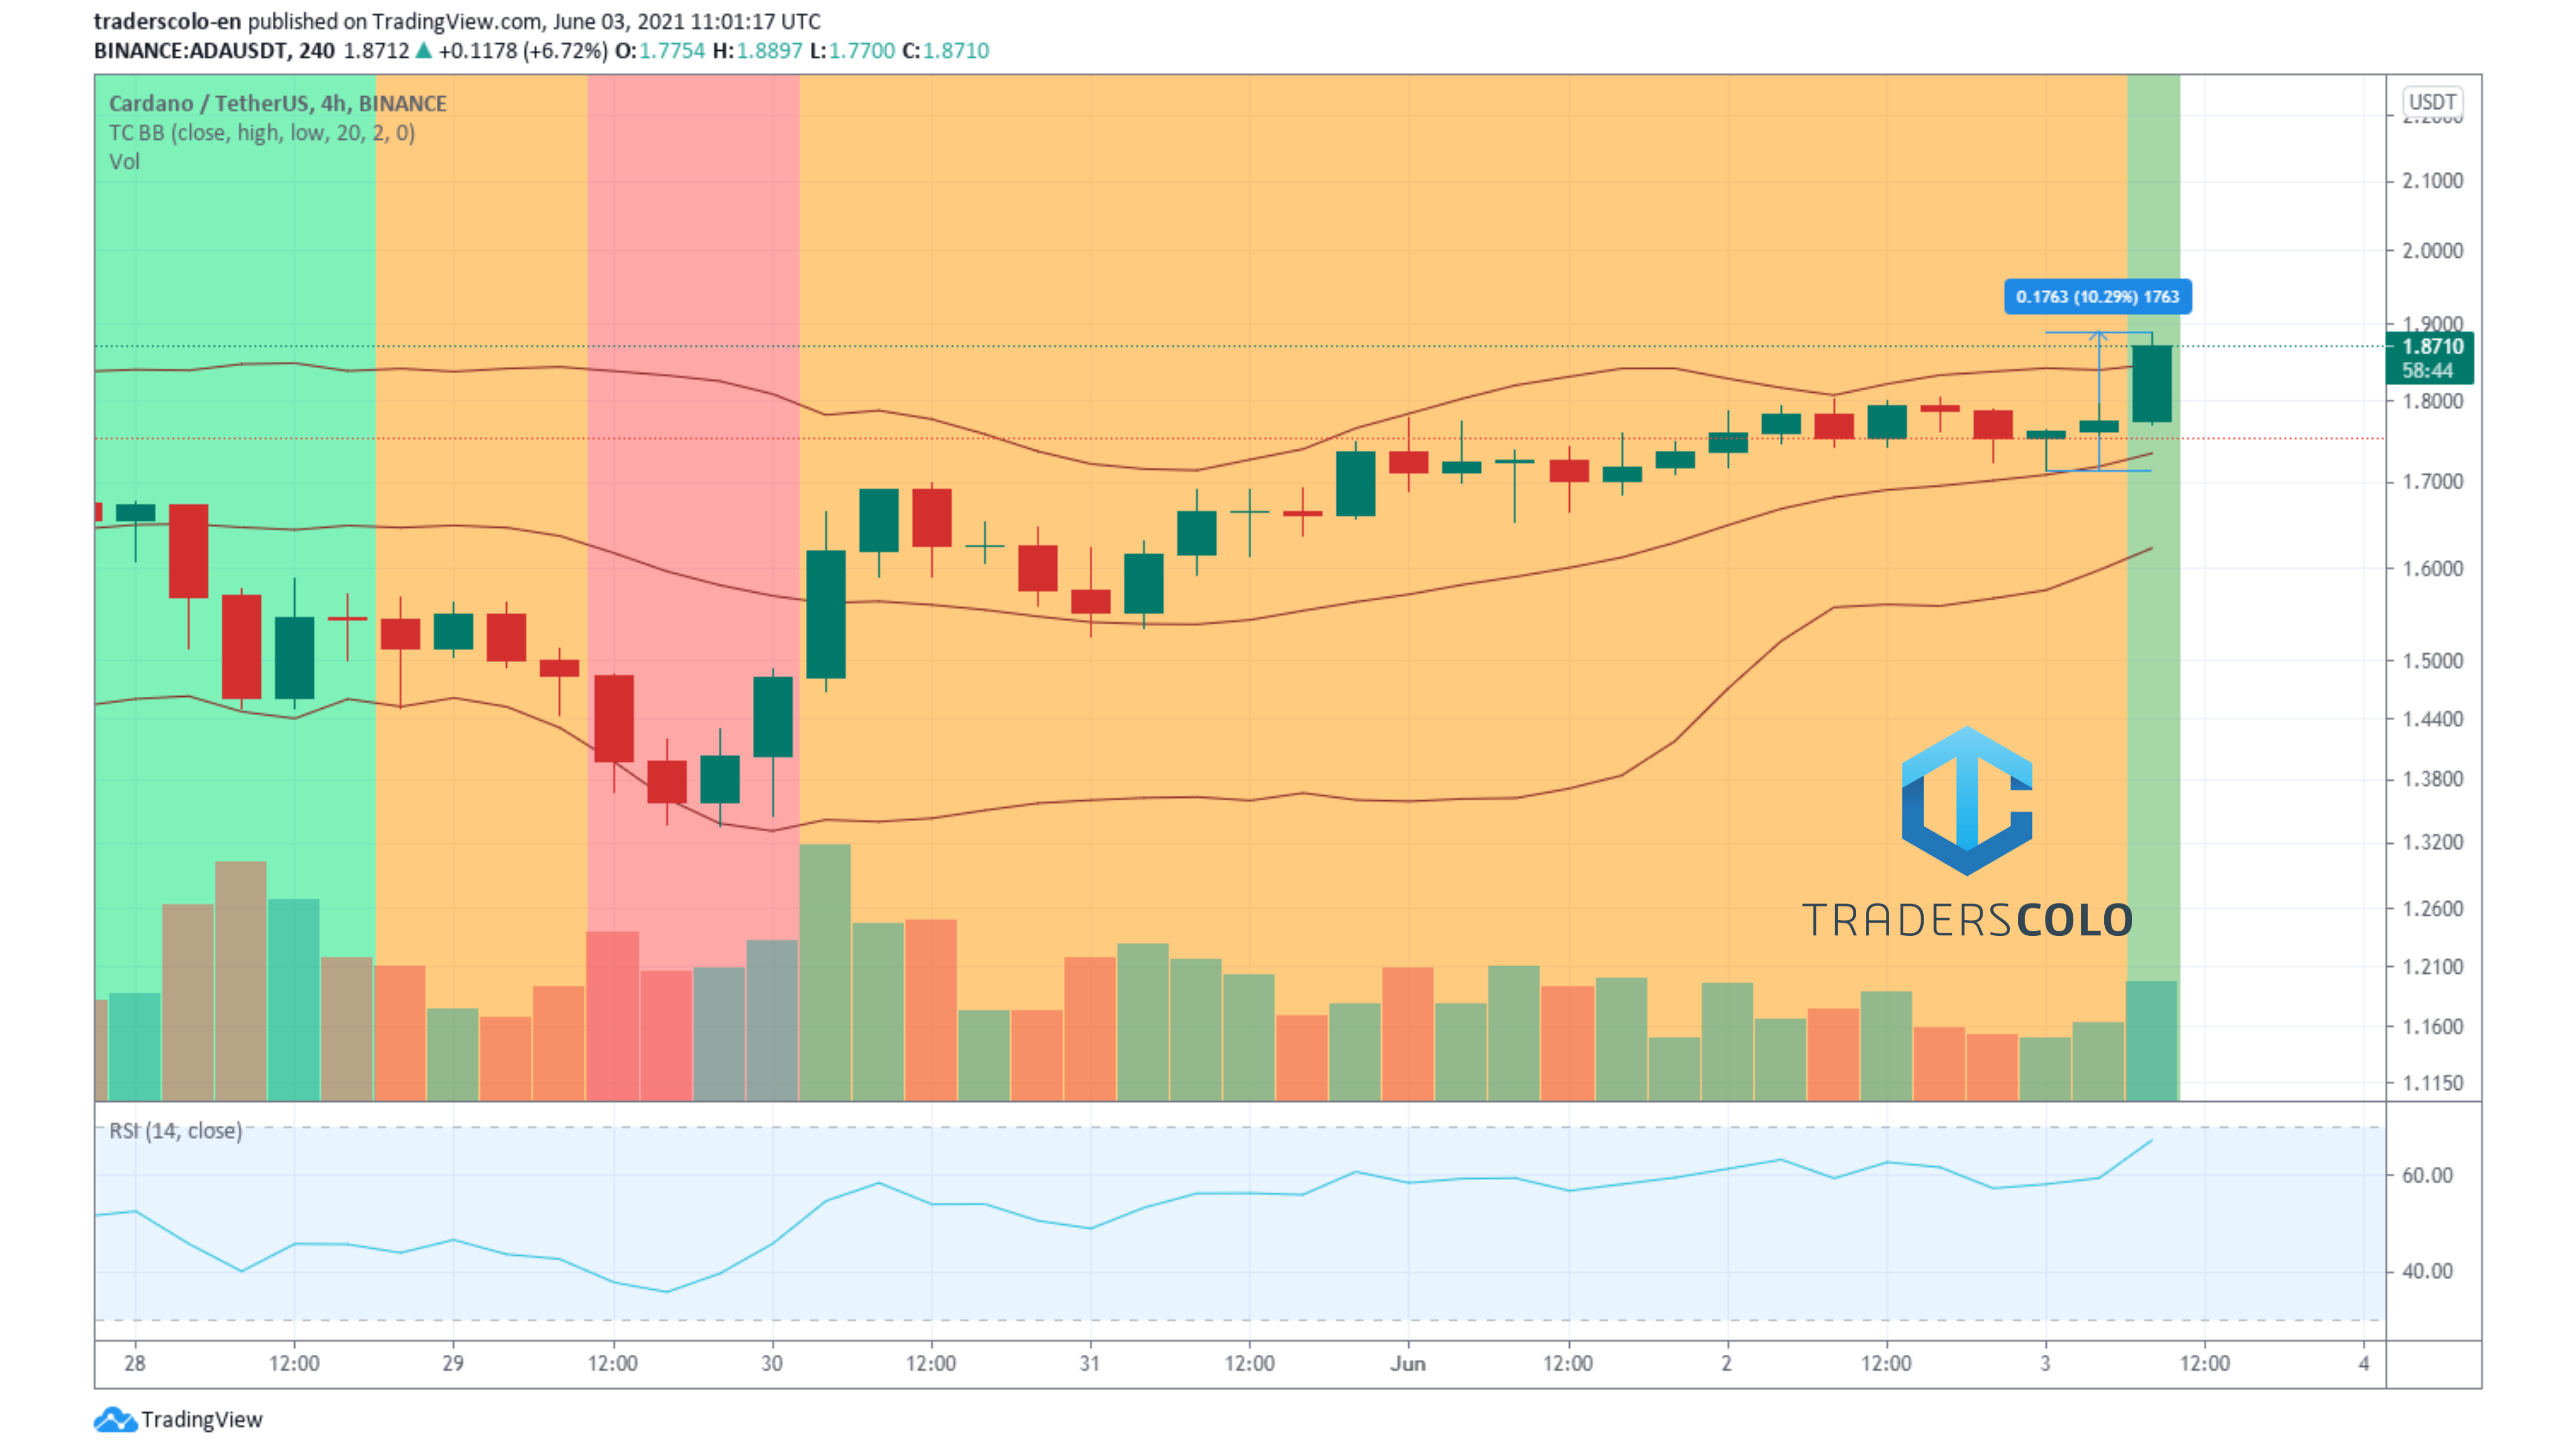 traderscolo-en published on TradingView.com, June 03, 2021 11:01:17 UTC
BINANCE:ADAUSDT, 240 1.8712 ▲ +0.1178 (+6.72%) O:1.7754 H:1.8897 L:1.7700 C:1.8710
Cardano / TetherUS, 4h, BINANCE
TC BB (close, high, low, 20, 2, 0)
Vol
USDT
2.2000
2.1000
2.0000
0.1763 (10.29%) 1763
1.9000
1.8710
58:44
1.8000
1.7000
1.6000
1.5000
1.4400
1.3800
1.3200
1.2600
1.2100
1.1600
1.1150
TRADERSCOLO
RSI (14, close)
60.00
40.00
28 12:00 29 12:00 30 12:00 31 12:00 Jun 12:00 2 12:00 3 12:00 4
TradingView